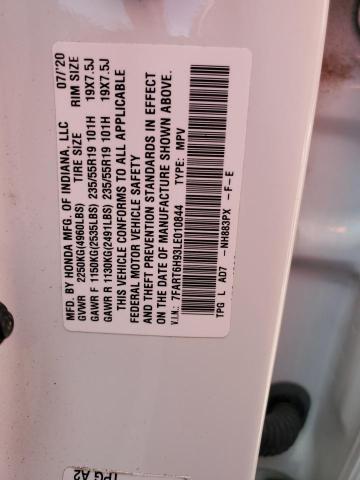 MFD. BY HONDA MFG. OF INDIANA, LLC 07/'20
GVWR 2250KG(4960LBS) TIRE SIZE RIM SIZE
GAWR F 1150KG(2535LBS) 235/55R19 101H 19X7.5J
GAWR R 1130KG(2491LBS) 235/55R19 101H 19X7.5J
THIS VEHICLE CONFORMS TO ALL APPLICABLE
FEDERAL MOTOR VEHICLE SAFETY
AND THEFT PREVENTION STANDARDS IN EFFECT
ON THE DATE OF MANUFACTURE SHOWN ABOVE.
V.I.N.: 7FART6H93LE010844 TYPE: MPV
TPG L AD7 - NH883PX - F-E
TPG A2